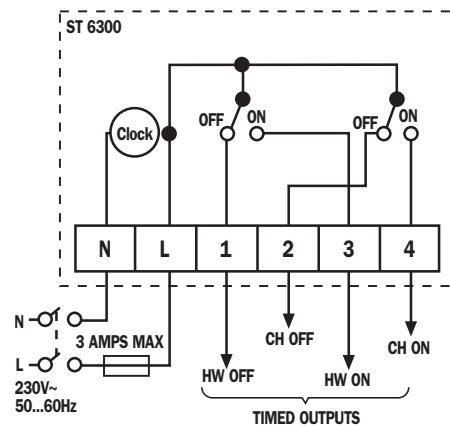 ST 6300
Clock
OFF ON
OFF ON
N L 1 2 3 4
N
3 AMPS MAX
L
230V~
50...60Hz
HW OFF
CH OFF
HW ON
CH ON
TIMED OUTPUTS